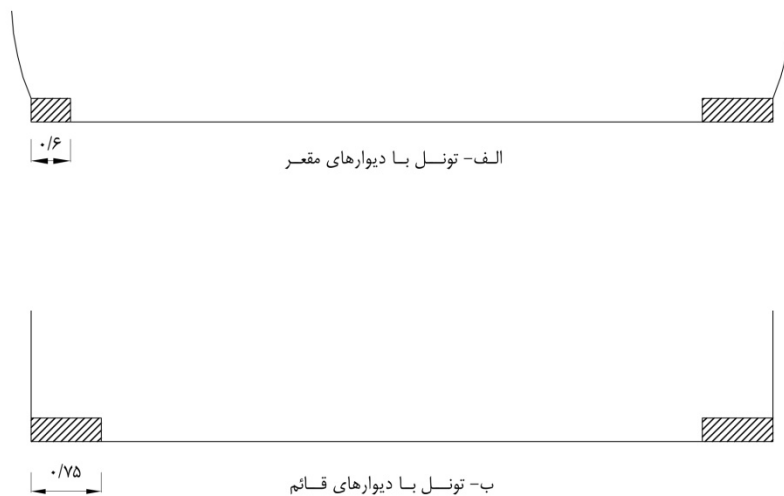 ۰/۶
الف- تونل با دیوارهای مقعر
۰/۷۵
ب- تونل با دیوارهای قائم